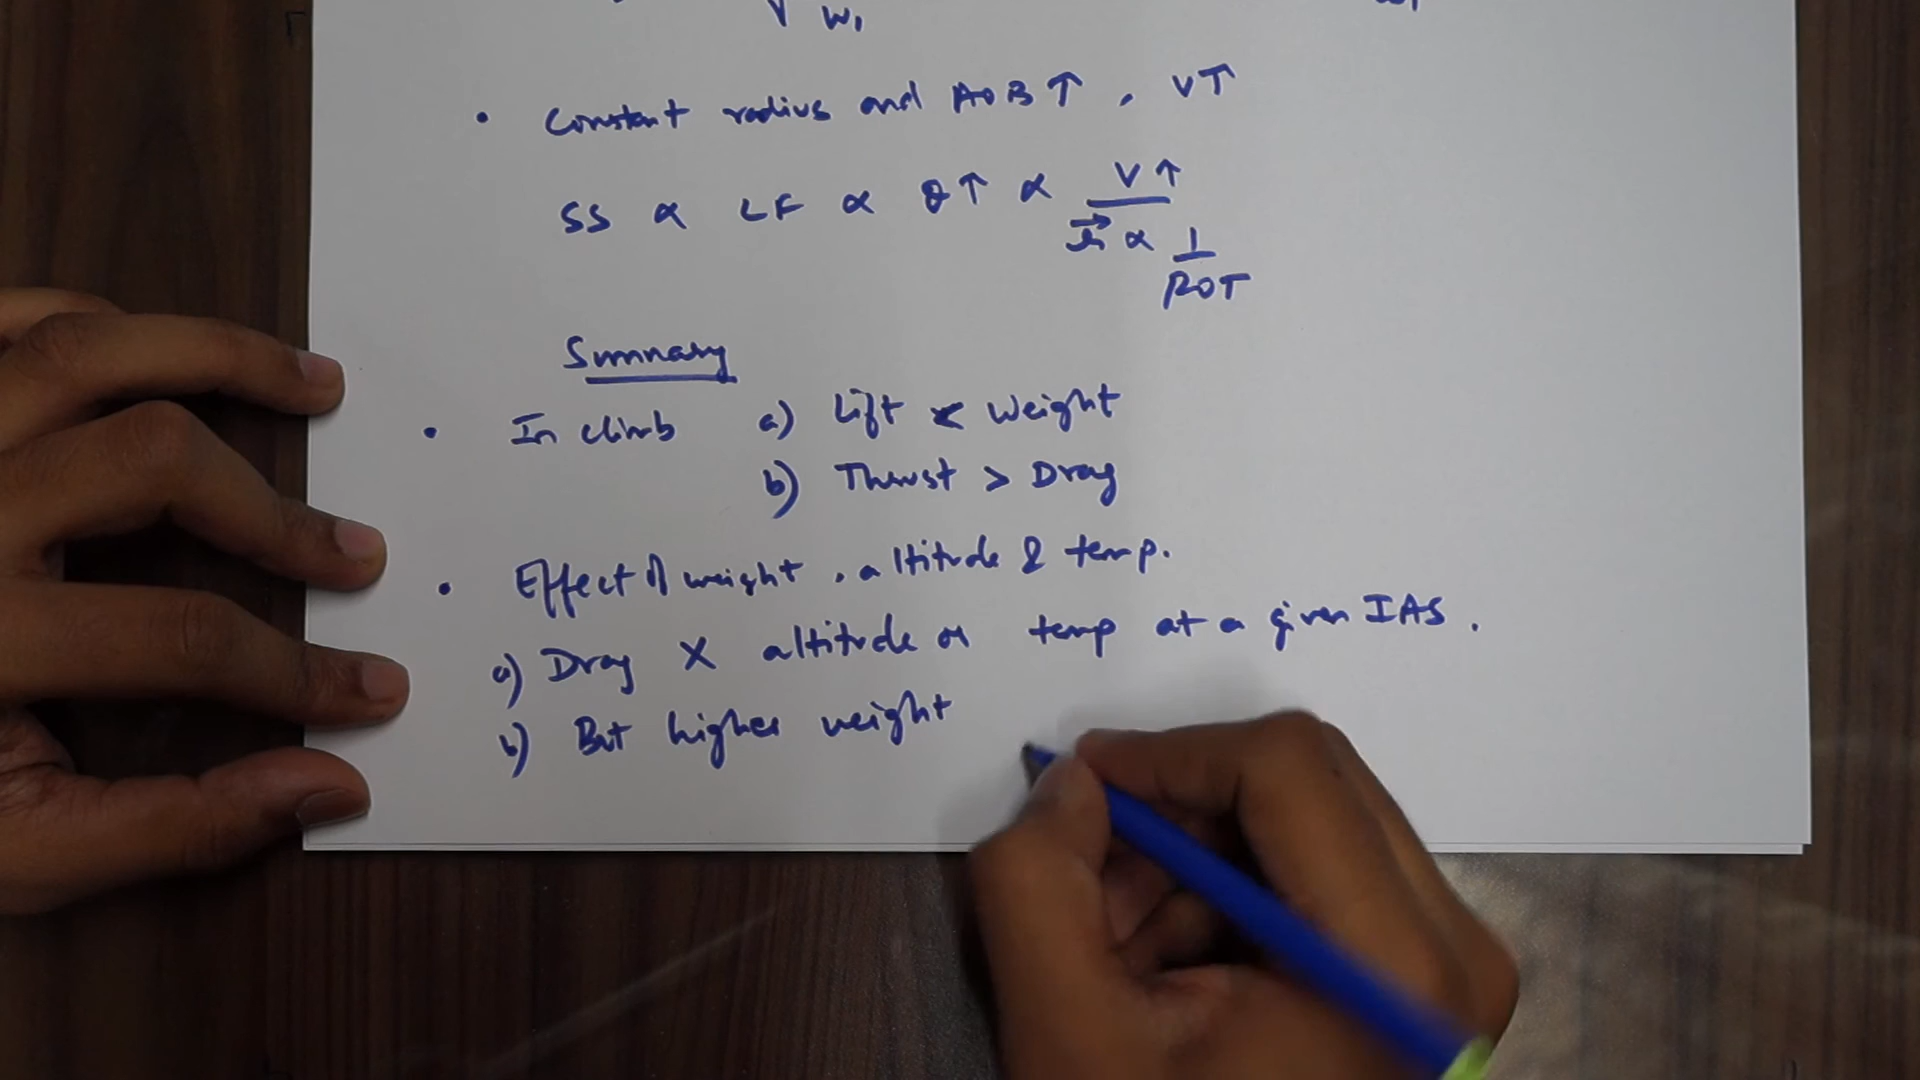 √ W₁
• Constant radius and AOB ↑, V↑
SS ∝ LF ∝ θ↑ ∝ V↑
r ∝ 1
ROT
Summary
• In climb a) Lift < Weight
b) Thrust > Drag
• Effect of weight, altitude & temp.
a) Drag X altitude or temp at a given IAS.
b) But higher weight